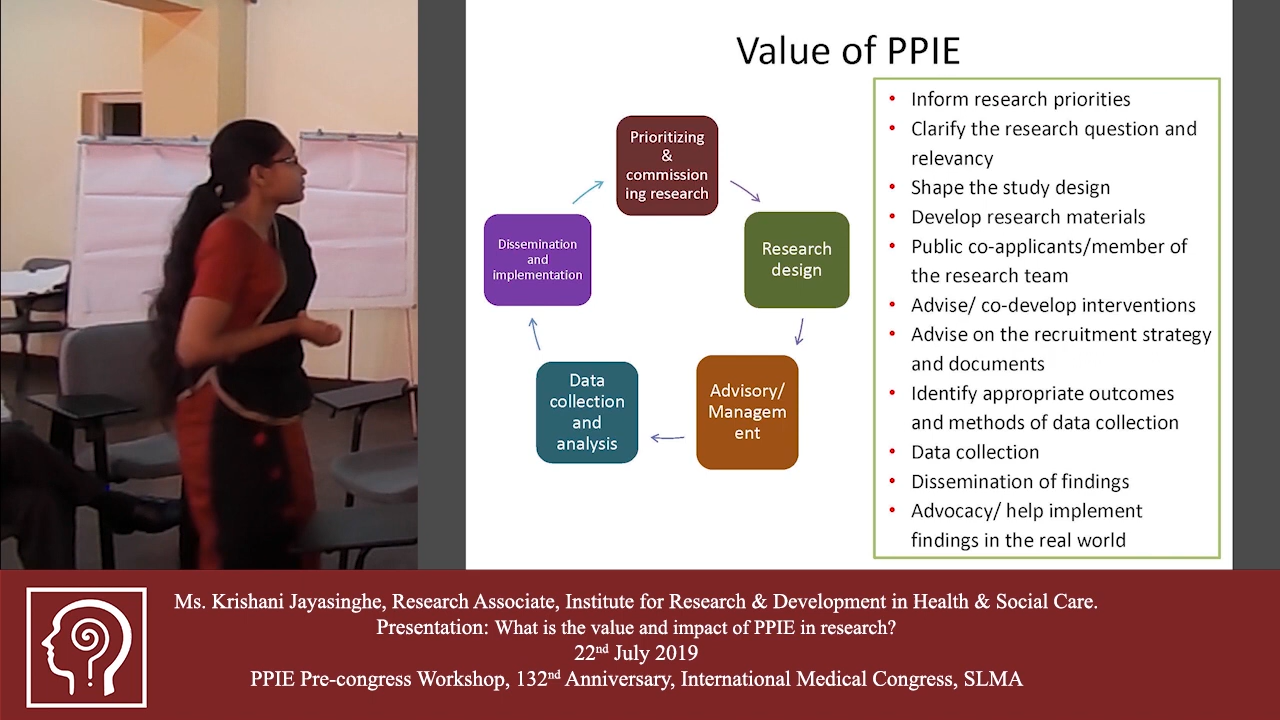 Value of PPIE
Prioritizing
&
commission
ing research
Research
design
Advisory/
Managem
ent
Data
collection
and
analysis
Dissemination
and
implementation
• Inform research priorities
• Clarify the research question and
relevancy
• Shape the study design
• Develop research materials
• Public co-applicants/member of
the research team
• Advise/ co-develop interventions
• Advise on the recruitment strategy
and documents
• Identify appropriate outcomes
and methods of data collection
• Data collection
• Dissemination of findings
• Advocacy/ help implement
findings in the real world
Ms. Krishani Jayasinghe, Research Associate, Institute for Research & Development in Health & Social Care.
Presentation: What is the value and impact of PPIE in research?
22nd July 2019
PPIE Pre-congress Workshop, 132nd Anniversary, International Medical Congress, SLMA